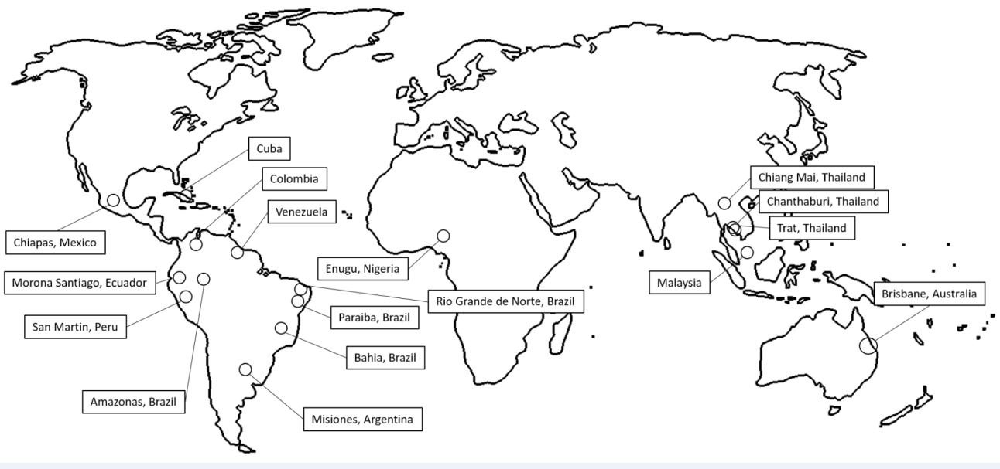 Cuba
Colombia
Chiang Mai, Thailand
Chanthaburi, Thailand
Venezuela
Trat, Thailand
Chiapas, Mexico
Enugu, Nigeria
Morona Santiago, Ecuador
Malaysia
Brisbane, Australia
Rio Grande de Norte, Brazil
Paraiba, Brazil
San Martin, Peru
Bahia, Brazil
Amazonas, Brazil
Misiones, Argentina